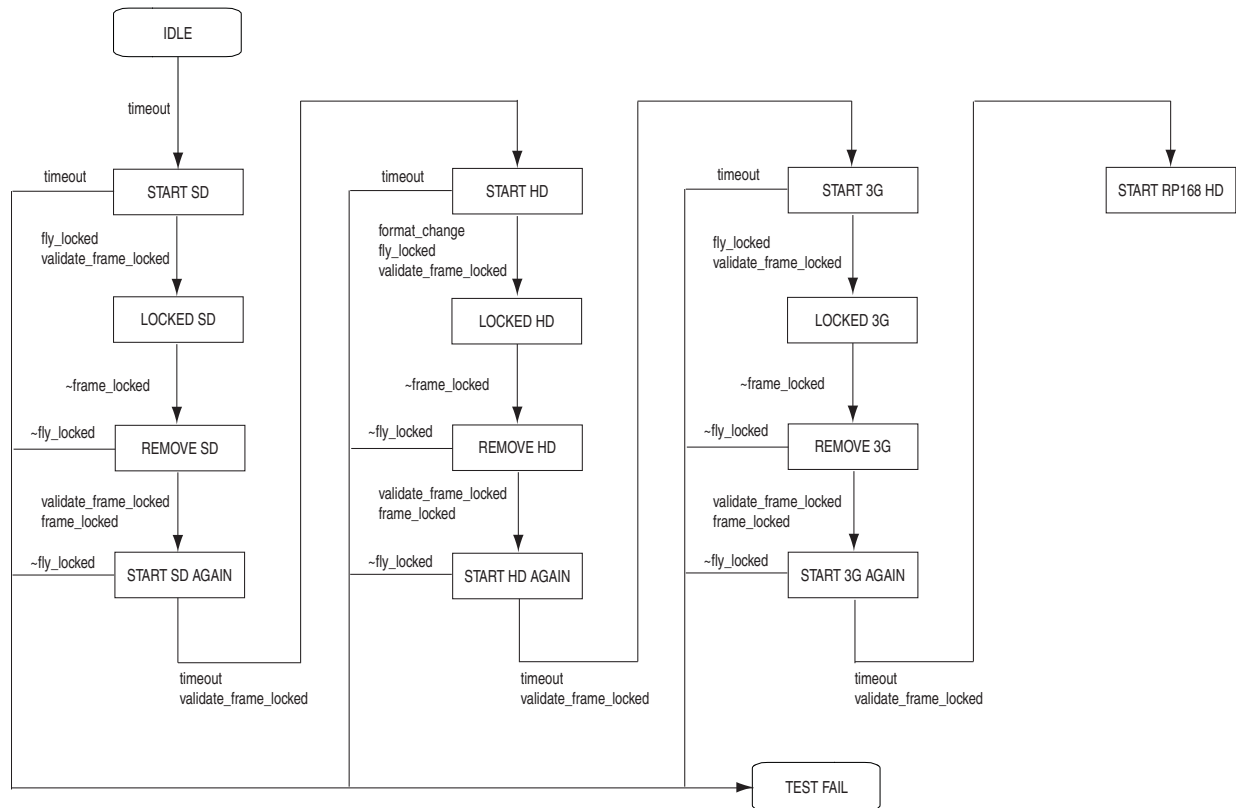 IDLE
timeout
timeout
START SD
timeout
START HD
timeout
START 3G
START RP168 HD
fly_locked
validate_frame_locked
format_change
fly_locked
validate_frame_locked
fly_locked
validate_frame_locked
LOCKED SD
LOCKED HD
LOCKED 3G
~frame_locked
~frame_locked
~frame_locked
~fly_locked
REMOVE SD
~fly_locked
REMOVE HD
~fly_locked
REMOVE 3G
validate_frame_locked
frame_locked
validate_frame_locked
frame_locked
validate_frame_locked
frame_locked
~fly_locked
START SD AGAIN
~fly_locked
START HD AGAIN
~fly_locked
START 3G AGAIN
timeout
validate_frame_locked
timeout
validate_frame_locked
timeout
validate_frame_locked
TEST FAIL